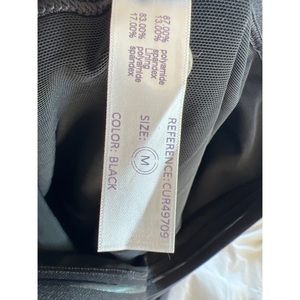 87.00% polyamide
13.00% spandex
Lining
83.00% polyamide
17.00% spandex
REFERENCE:CUR49709
SIZE: M
COLOR: BLACK